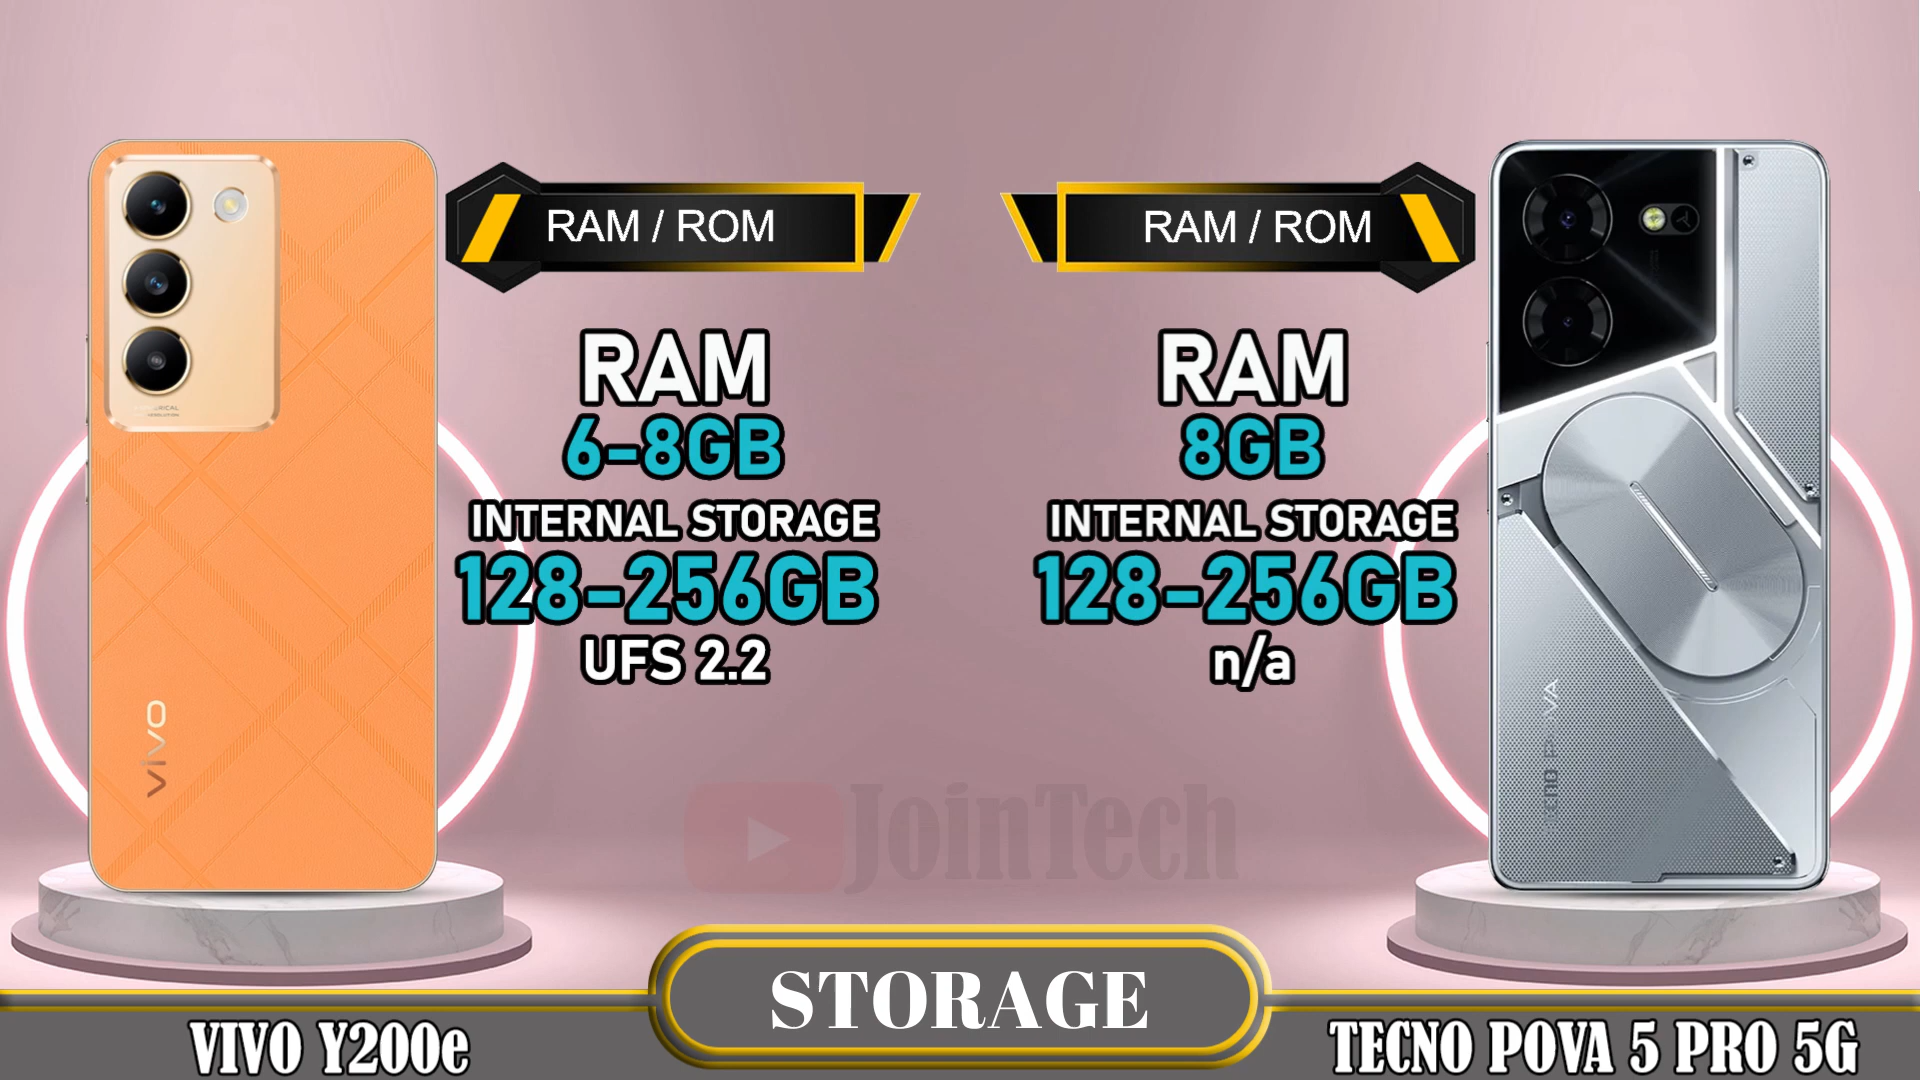 RAM / ROM
RAM
6-8GB
INTERNAL STORAGE
128-256GB
UFS 2.2
RAM / ROM
RAM
8GB
INTERNAL STORAGE
128-256GB
n/a
vivo
JoinTech
STORAGE
VIVO Y200e
TECNO POVA 5 PRO 5G